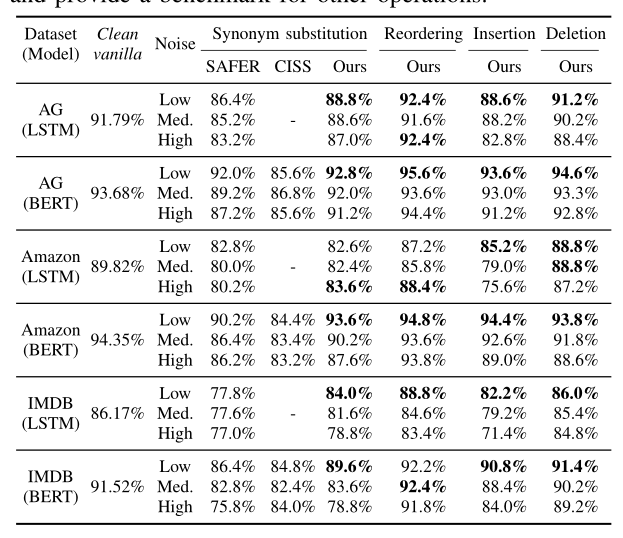 and provide a benchmark for other operations.
Dataset (Model) Clean vanilla Noise Synonym substitution Reordering Insertion Deletion
SAFER CISS Ours Ours Ours Ours
AG (LSTM) 91.79% Low 86.4% 88.8% 92.4% 88.6% 91.2%
Med. 85.2% - 88.6% 91.6% 88.2% 90.2%
High 83.2% 87.0% 92.4% 82.8% 88.4%
AG (BERT) 93.68% Low 92.0% 85.6% 92.8% 95.6% 93.6% 94.6%
Med. 89.2% 86.8% 92.0% 93.6% 93.0% 93.3%
High 87.2% 85.6% 91.2% 94.4% 91.2% 92.8%
Amazon (LSTM) 89.82% Low 82.8% 82.6% 87.2% 85.2% 88.8%
Med. 80.0% - 82.4% 85.8% 79.0% 88.8%
High 80.2% 83.6% 88.4% 75.6% 87.2%
Amazon (BERT) 94.35% Low 90.2% 84.4% 93.6% 94.8% 94.4% 93.8%
Med. 86.4% 83.4% 90.2% 93.6% 92.6% 91.8%
High 86.2% 83.2% 87.6% 93.8% 89.0% 88.6%
IMDB (LSTM) 86.17% Low 77.8% 84.0% 88.8% 82.2% 86.0%
Med. 77.6% - 81.6% 84.6% 79.2% 85.4%
High 77.0% 78.8% 83.4% 71.4% 84.8%
IMDB (BERT) 91.52% Low 86.4% 84.8% 89.6% 92.2% 90.8% 91.4%
Med. 82.8% 82.4% 83.6% 92.4% 88.4% 90.2%
High 75.8% 84.0% 78.8% 91.8% 84.0% 89.2%